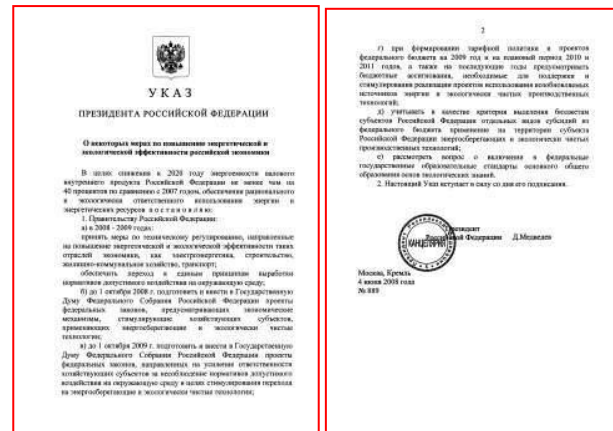 УКАЗ
ПРЕЗИДЕНТА РОССИЙСКОЙ ФЕДЕРАЦИИ
О некоторых мерах по повышению энергетической и
экологической эффективности российской экономики
В целях снижения к 2020 году энергоемкости валового
внутреннего продукта Российской Федерации не менее чем на
40 процентов по сравнению с 2007 годом, обеспечения рационального
и экологически ответственного использования энергии и
энергетических ресурсов п о с т а н о в л я ю:
1. Правительству Российской Федерации:
а) в 2008 - 2009 годах:
принять меры по техническому регулированию, направленные
на повышение энергетической и экологической эффективности таких
отраслей экономики, как электроэнергетика, строительство,
жилищно-коммунальное хозяйство, транспорт;
обеспечить переход к единым принципам выработки
нормативов допустимого воздействия на окружающую среду;
б) до 1 октября 2008 г. подготовить и внести в Государственную
Думу Федерального Собрания Российской Федерации проекты
федеральных законов, предусматривающих экономические
механизмы, стимулирующие хозяйствующих субъектов,
применяющих энергосберегающие и экологически чистые
технологии;
в) до 1 октября 2009 г. подготовить и внести в Государственную
Думу Федерального Собрания Российской Федерации проекты
федеральных законов, направленных на усиление ответственности
хозяйствующих субъектов за несоблюдение нормативов допустимого
воздействия на окружающую среду в целях стимулирования перехода
на энергосберегающие и экологически чистые технологии;
2
г) при формировании тарифной политики и проектов
федерального бюджета на 2009 год и на плановый период 2010 и
2011 годов, а также на последующие годы предусматривать
бюджетные ассигнования, необходимые для поддержки и
стимулирования реализации проектов использования возобновляемых
источников энергии и экологически чистых производственных
технологий;
д) учитывать в качестве критерия выделения бюджетам
субъектов Российской Федерации отдельных видов субсидий из
федерального бюджета применение на территории субъекта
Российской Федерации энергосберегающих и экологически чистых
производственных технологий;
е) рассмотреть вопрос о включении в федеральные
государственные образовательные стандарты основного общего
образования основ экологических знаний.
2. Настоящий Указ вступает в силу со дня его подписания.
Президент
Российской Федерации Д.Медведев
КАНЦЕЛЯРИЯ
Москва, Кремль
4 июня 2008 года
№ 889